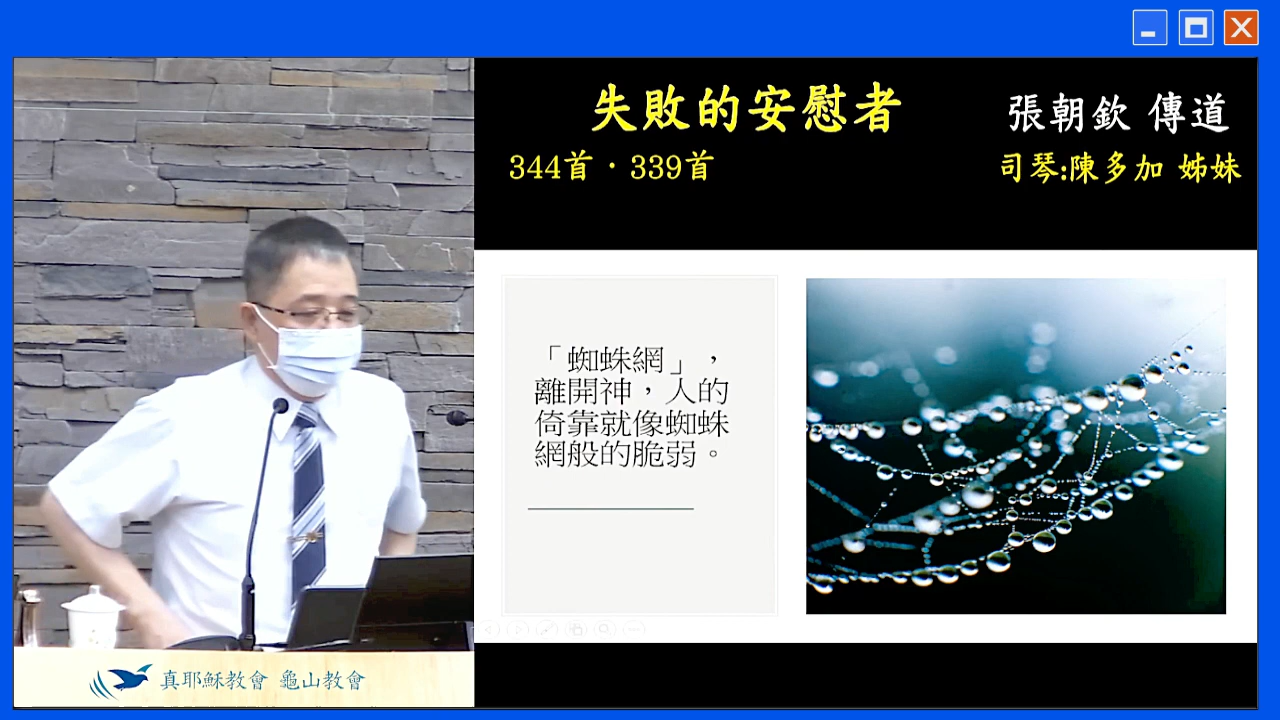 失敗的安慰者
張朝欽 傳道
344首·339首
司琴:陳多加 姊妹
「蜘蛛網」，
離開神，人的
倚靠就像蜘蛛
網般的脆弱。
真耶穌教會 龜山教會